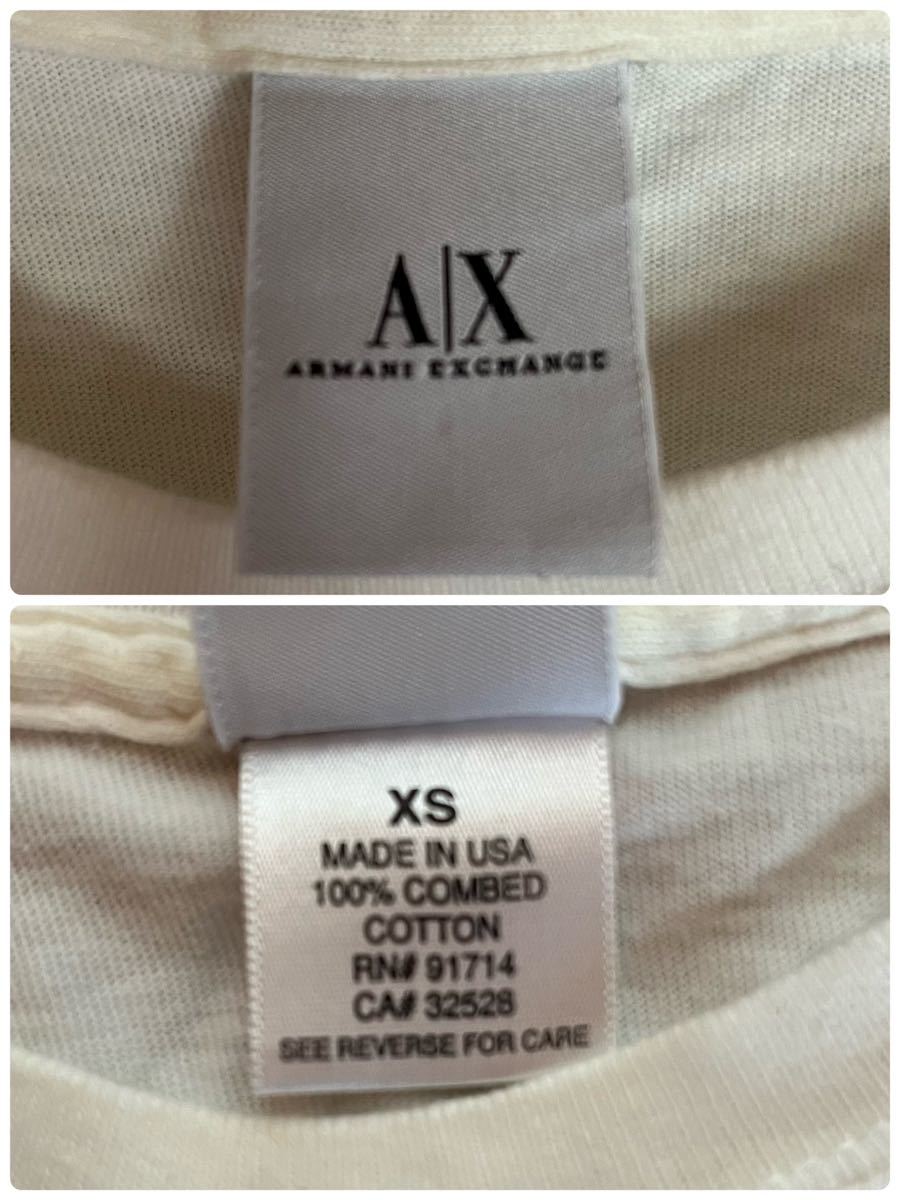 A|X
ARMANI EXCHANGE
XS
MADE IN USA
100% COMBED
COTTON
RN# 91714
CA# 32528
SEE REVERSE FOR CARE